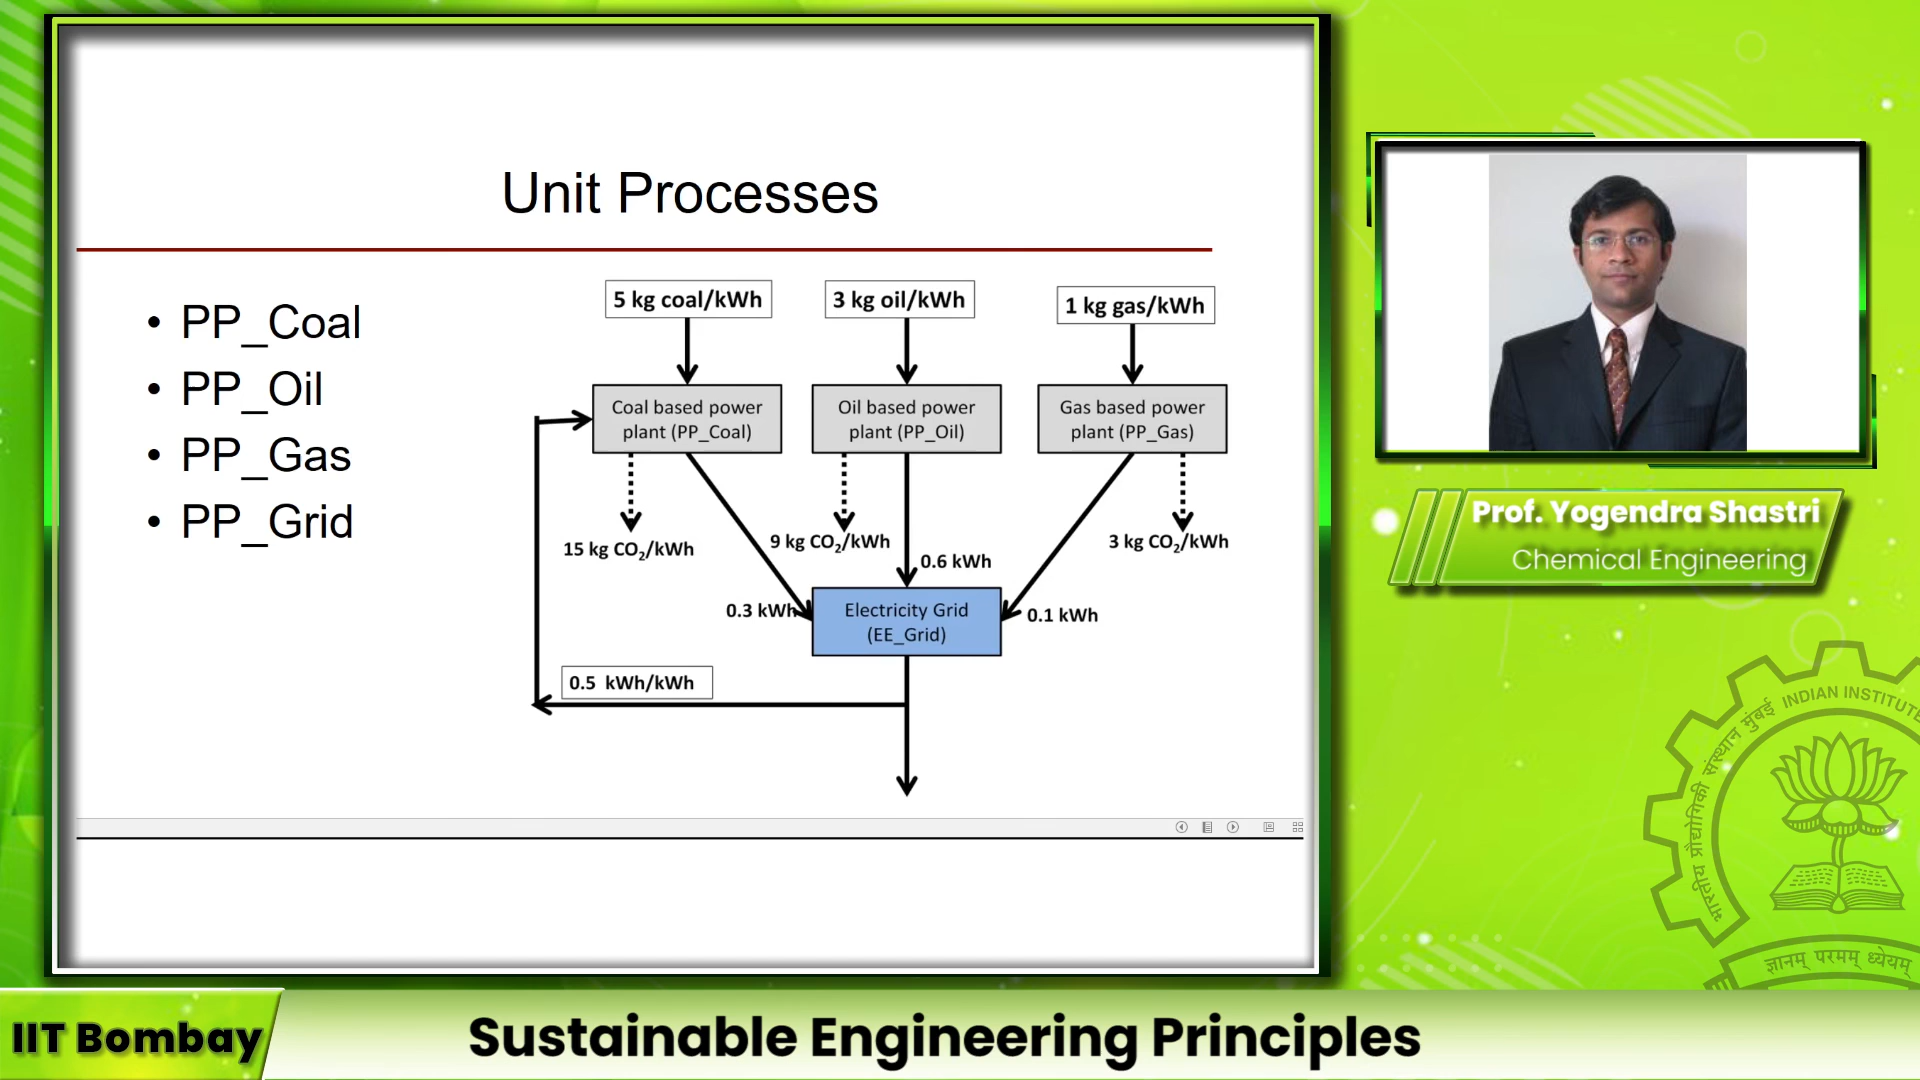 Unit Processes
• PP_Coal
• PP_Oil
• PP_Gas
• PP_Grid
5 kg coal/kWh
3 kg oil/kWh
1 kg gas/kWh
Coal based power
plant (PP_Coal)
Oil based power
plant (PP_Oil)
Gas based power
plant (PP_Gas)
15 kg CO₂/kWh
9 kg CO₂/kWh
3 kg CO₂/kWh
0.6 kWh
0.3 kWh
0.1 kWh
Electricity Grid
(EE_Grid)
0.5 kWh/kWh
Prof. Yogendra Shastri
Chemical Engineering
भारतीय प्रौद्योगिकी संस्थान मुंबई
INDIAN INSTITUTE
ज्ञानम् परमम् ध्येयम्
IIT Bombay
Sustainable Engineering Principles